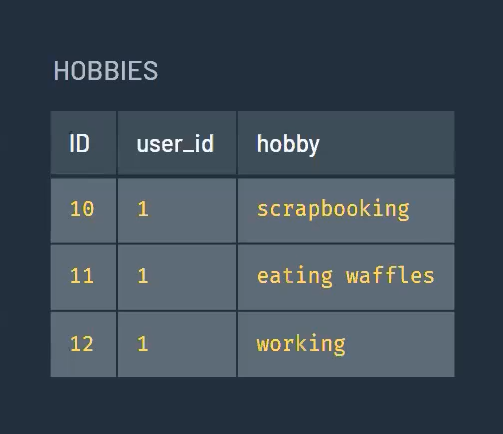 HOBBIES
ID user_id hobby
10 1 scrapbooking
11 1 eating waffles
12 1 working